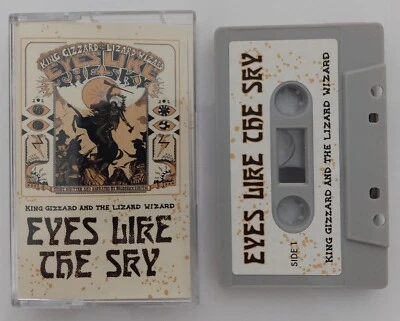 KING GIZZARD AND THE LIZARD WIZARD
EYES LIKE
THE SKY
KING GIZZARD AND THE LIZARD WIZARD
EYES LIKE
THE SKY
EYES LIKE THE SKY
SIDE 1
KING GIZZARD AND THE LIZARD WIZARD